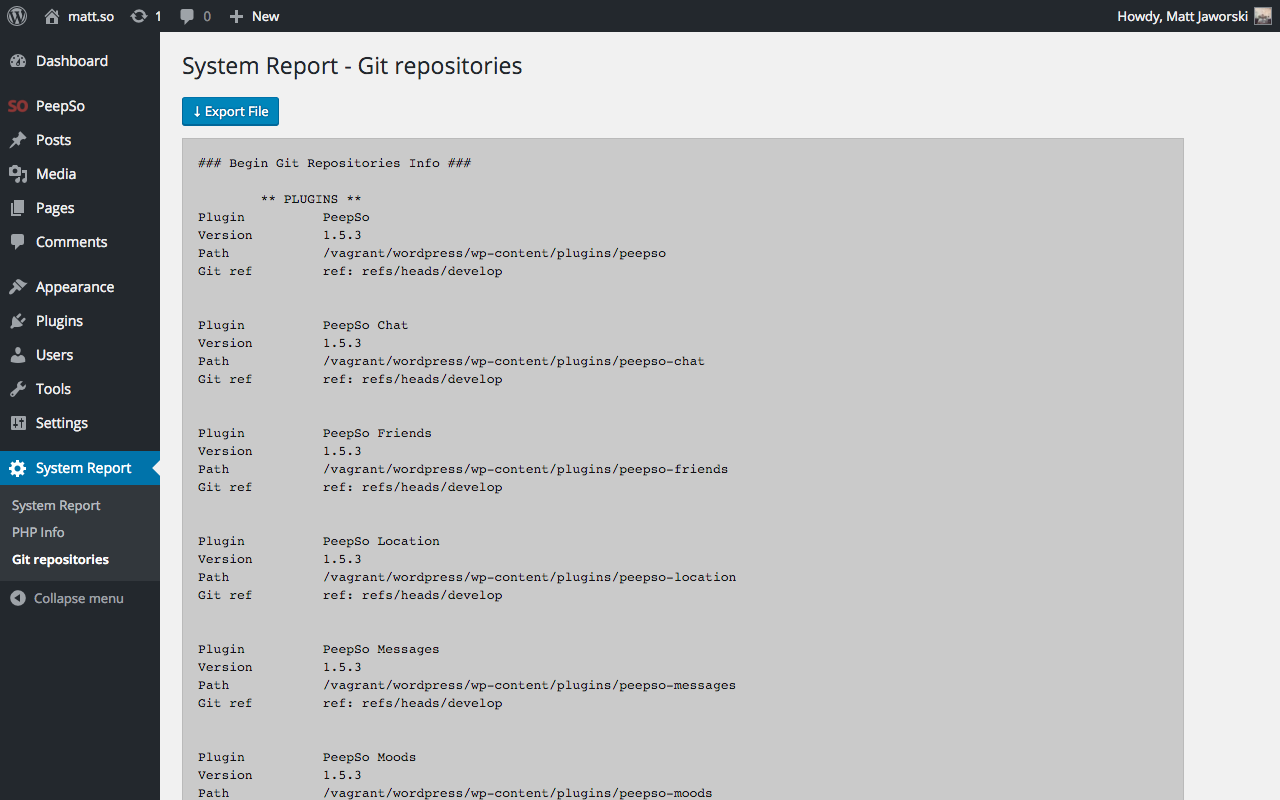 matt.so 1 0 New Howdy, Matt Jaworski
Dashboard
SO PeepSo
Posts
Media
Pages
Comments
Appearance
Plugins
Users
Tools
Settings
System Report
System Report
PHP Info
Git repositories
Collapse menu
System Report - Git repositories
↓ Export File
### Begin Git Repositories Info ###
** PLUGINS **
Plugin PeepSo
Version 1.5.3
Path /vagrant/wordpress/wp-content/plugins/peepso
Git ref ref: refs/heads/develop
Plugin PeepSo Chat
Version 1.5.3
Path /vagrant/wordpress/wp-content/plugins/peepso-chat
Git ref ref: refs/heads/develop
Plugin PeepSo Friends
Version 1.5.3
Path /vagrant/wordpress/wp-content/plugins/peepso-friends
Git ref ref: refs/heads/develop
Plugin PeepSo Location
Version 1.5.3
Path /vagrant/wordpress/wp-content/plugins/peepso-location
Git ref ref: refs/heads/develop
Plugin PeepSo Messages
Version 1.5.3
Path /vagrant/wordpress/wp-content/plugins/peepso-messages
Git ref ref: refs/heads/develop
Plugin PeepSo Moods
Version 1.5.3
Path /vagrant/wordpress/wp-content/plugins/peepso-moods